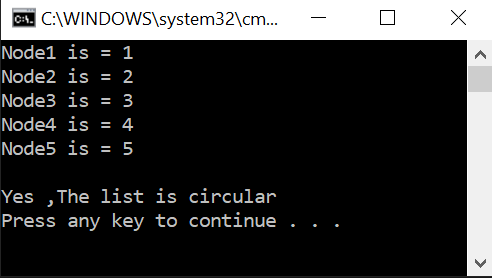 C:\WINDOWS\system32\cm...
Node1 is = 1
Node2 is = 2
Node3 is = 3
Node4 is = 4
Node5 is = 5
Yes ,The list is circular
Press any key to continue . . .